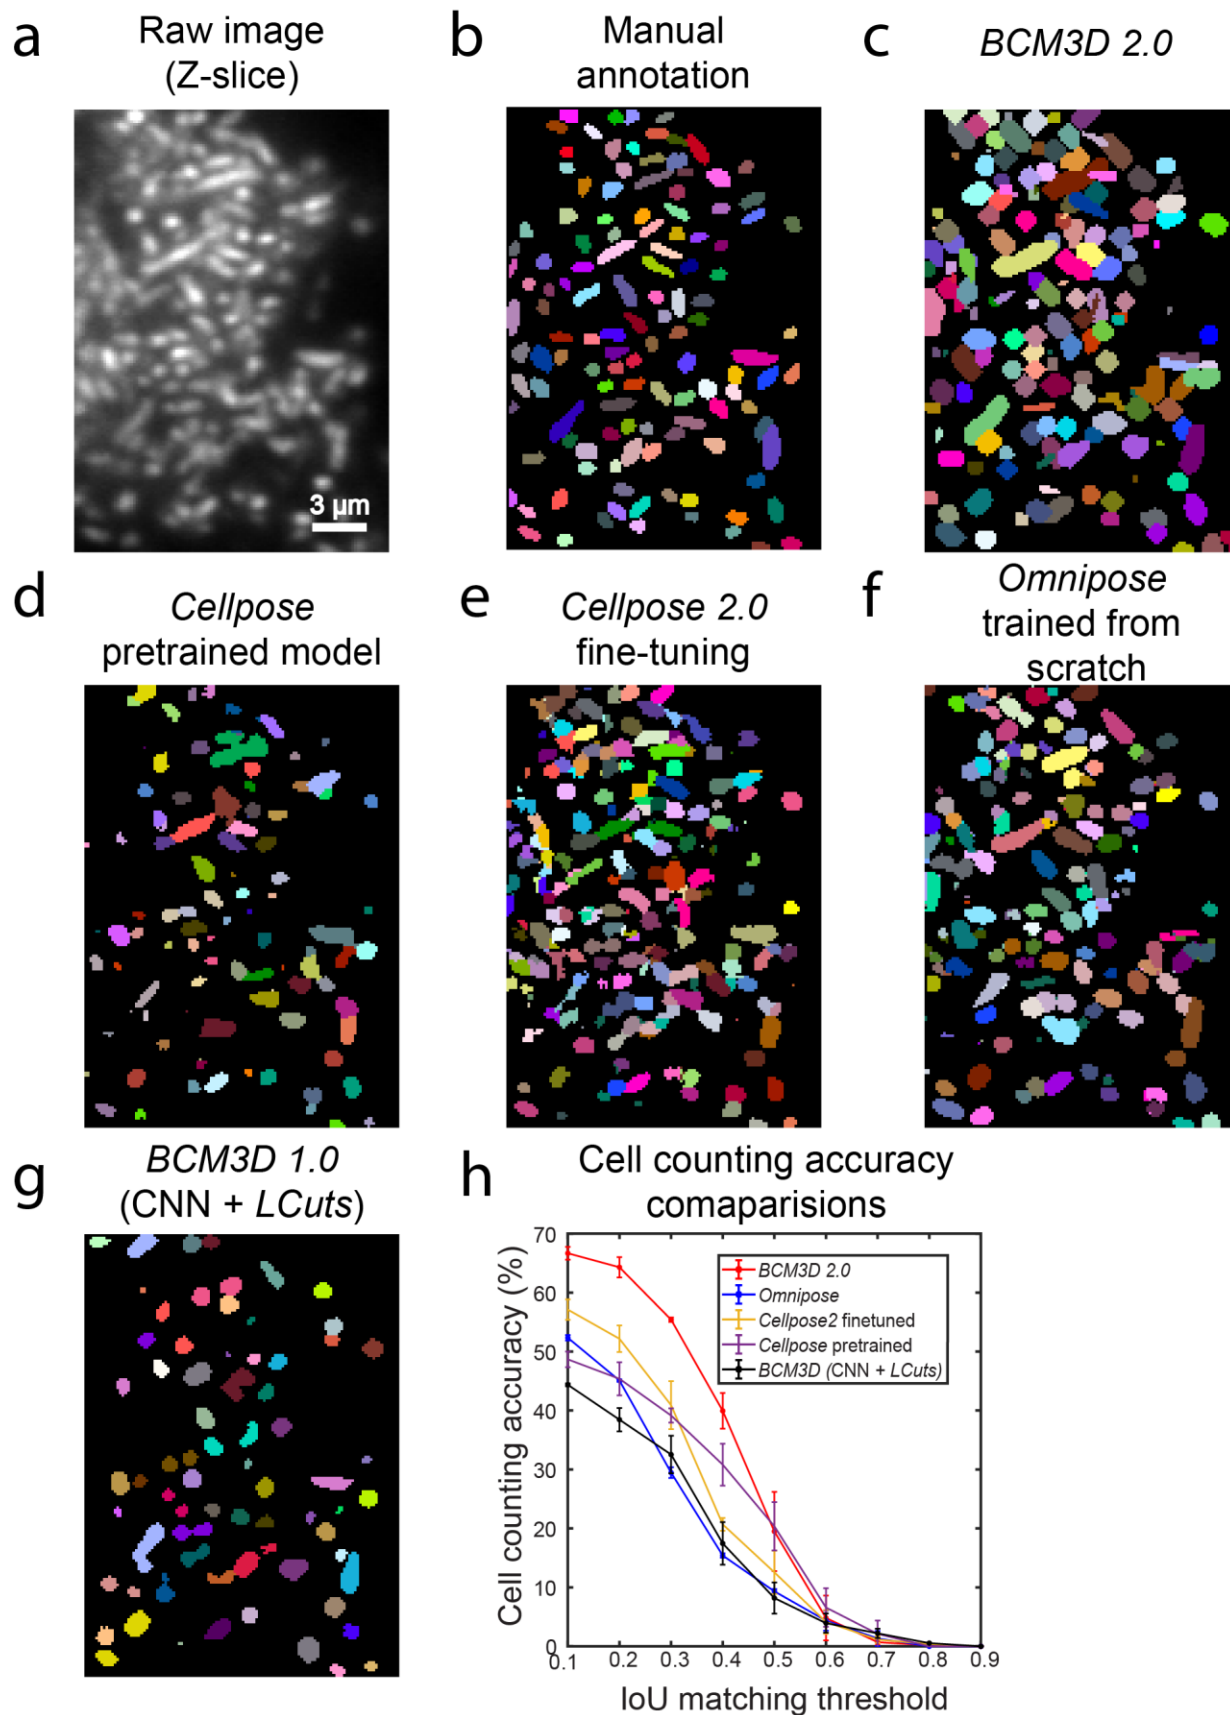 a
Raw image
(Z-slice)
3 µm
b
Manual
annotation
c
BCM3D 2.0
d
Cellpose
pretrained model
e
Cellpose 2.0
fine-tuning
f
Omnipose
trained from
scratch
g
BCM3D 1.0
(CNN + LCuts)
h
Cell counting accuracy
comaparisions
Cell counting accuracy (%)
70
60
50
40
30
20
10
0
BCM3D 2.0
Omnipose
Cellpose2 finetuned
Cellpose pretrained
BCM3D (CNN + LCuts)
0.1 0.2 0.3 0.4 0.5 0.6 0.7 0.8 0.9
IoU matching threshold